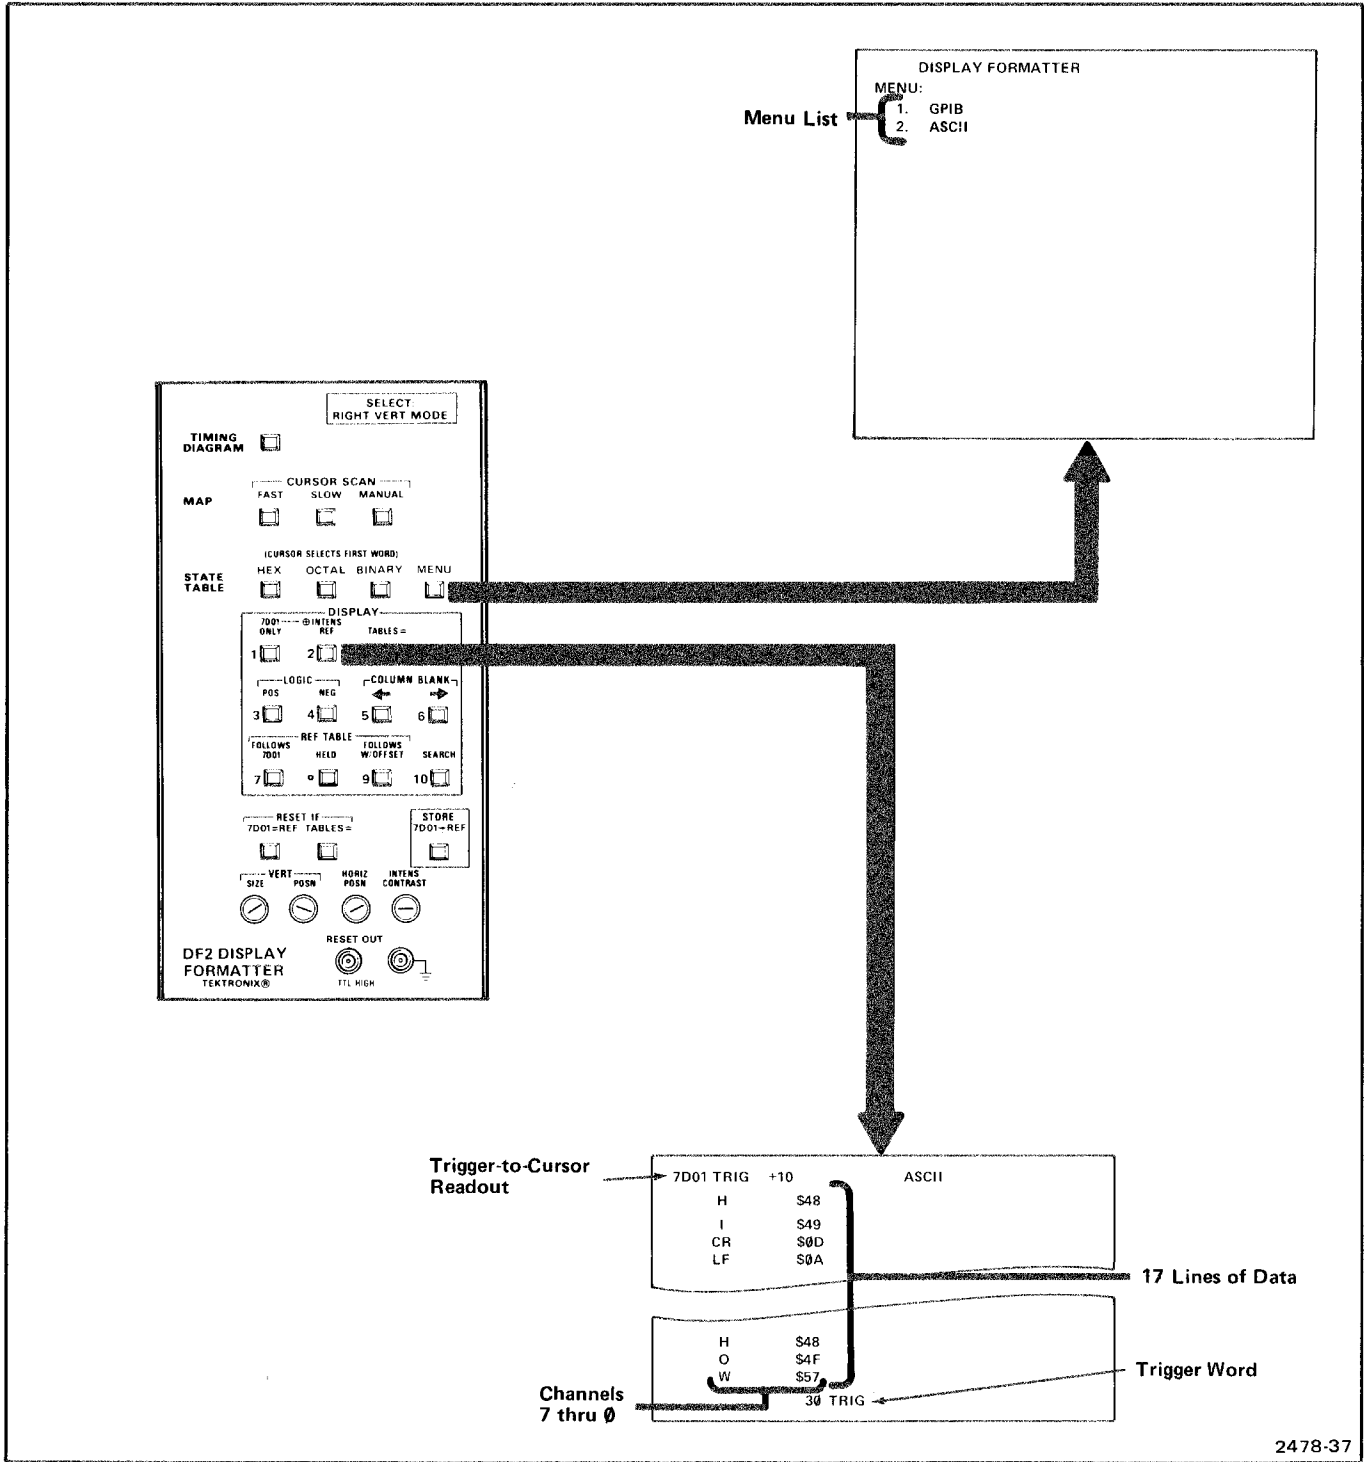 DISPLAY FORMATTER
MENU:
1. GPIB
2. ASCII
Menu List
SELECT:
RIGHT VERT MODE
TIMING
DIAGRAM
CURSOR SCAN
MAP
FAST SLOW MANUAL
(CURSOR SELECTS FIRST WORD)
STATE
TABLE
HEX OCTAL BINARY MENU
DISPLAY
7D01 ⊕ INTENS
ONLY REF TABLES =
1 2
LOGIC COLUMN BLANK
POS NEG
3 4 5 6
REF TABLE
FOLLOWS FOLLOWS
7D01 HELD W/OFFSET SEARCH
7 9 10
RESET IF STORE
7D01=REF TABLES= 7D01→REF
VERT HORIZ INTENS
SIZE POSN POSN CONTRAST
RESET OUT
DF2 DISPLAY
FORMATTER
TEKTRONIX®
TTL HIGH
Trigger-to-Cursor
Readout
7D01 TRIG +10 ASCII
H $48
I $49
CR $0D
LF $0A
17 Lines of Data
H $48
O $4F
W $57
30 TRIG
Trigger Word
Channels
7 thru 0
2478-37